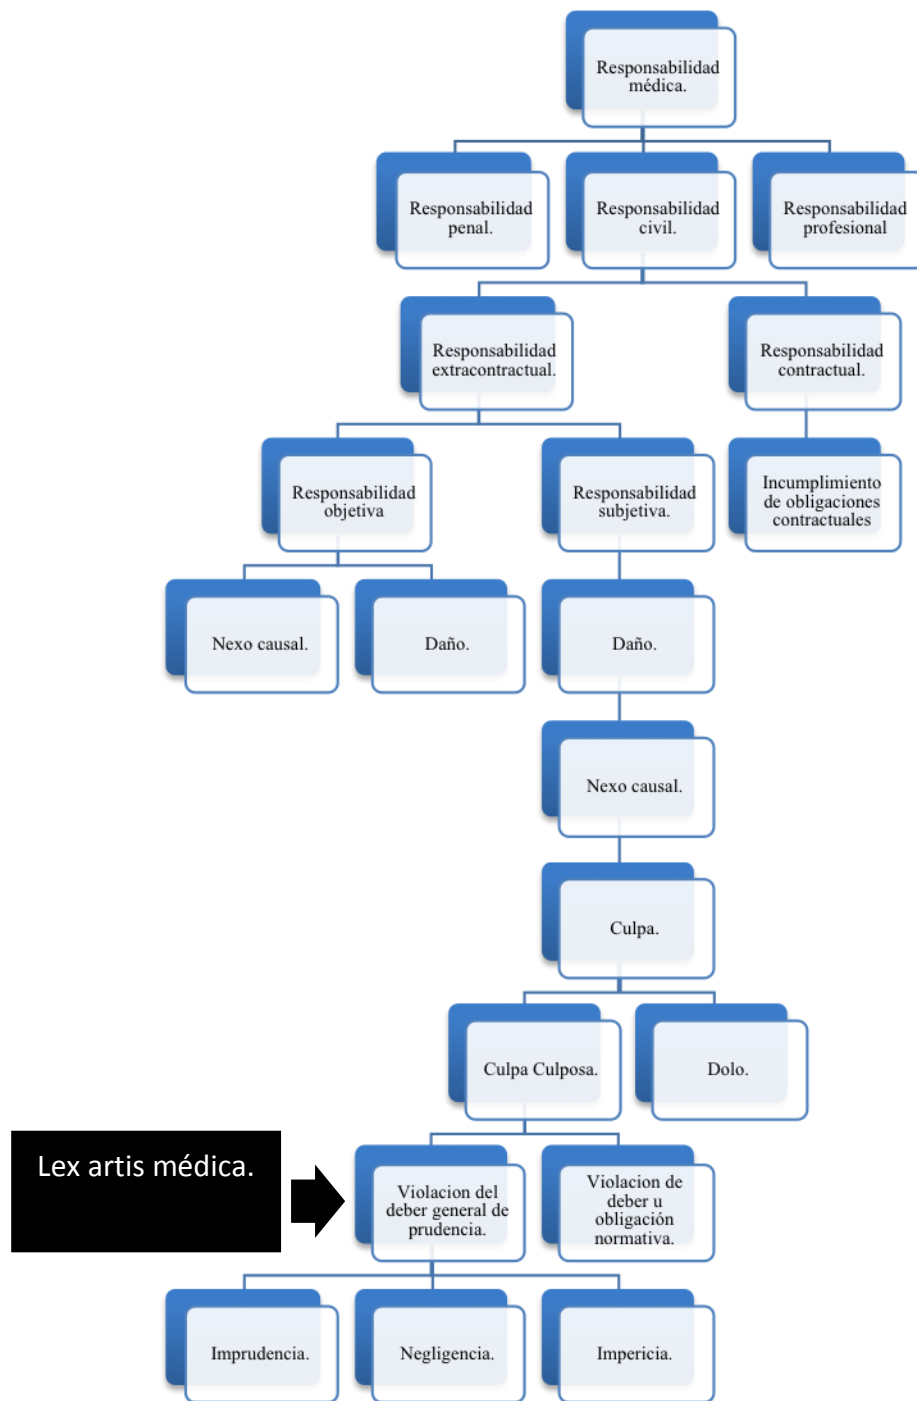 Responsabilidad
médica.
Responsabilidad
penal.
Responsabilidad
civil.
Responsabilidad
profesional
Responsabilidad
extracontractual.
Responsabilidad
contractual.
Responsabilidad
objetiva
Responsabilidad
subjetiva.
Incumplimiento
de obligaciones
contractuales
Nexo causal.
Daño.
Daño.
Nexo causal.
Culpa.
Culpa Culposa.
Dolo.
Lex artis médica.
Violacion del
deber general de
prudencia.
Violacion de
deber u
obligación
normativa.
Imprudencia.
Negligencia.
Impericia.